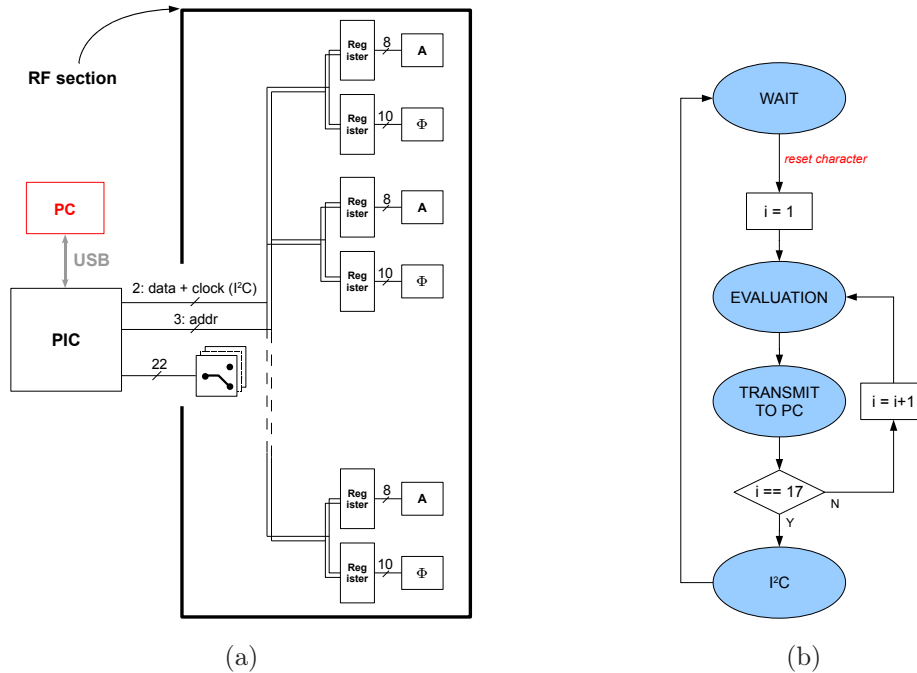 RF section
Reg
ister
8
A
Reg
ister
10
Φ
Reg
ister
8
A
Reg
ister
10
Φ
PC
USB
PIC
2: data + clock (I²C)
3: addr
22
Reg
ister
8
A
Reg
ister
10
Φ
(a)
WAIT
reset character
i = 1
EVALUATION
TRANSMIT
TO PC
i = i+1
i == 17
N
Y
I²C
(b)